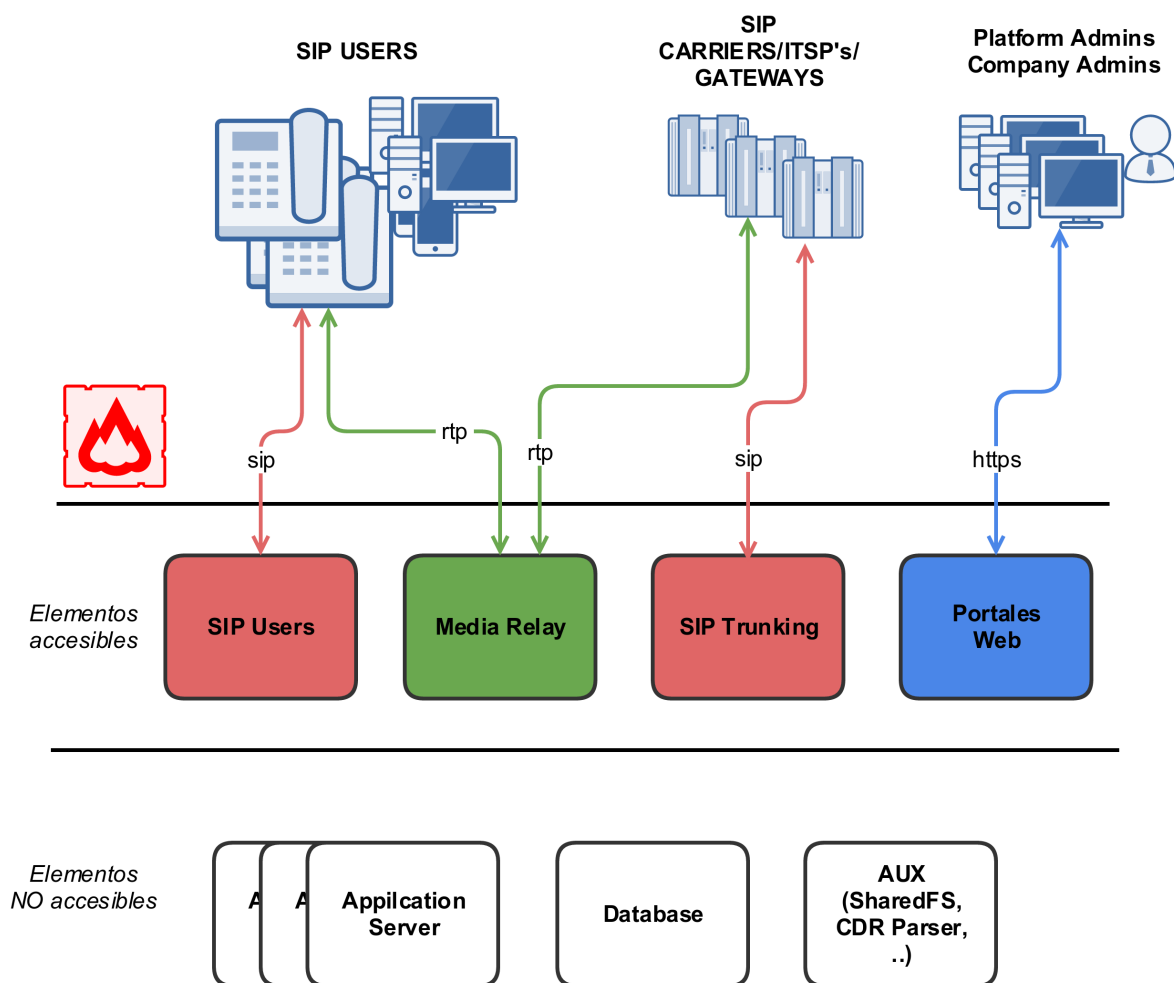 SIP USERS
SIP
CARRIERS/ITSP's/
GATEWAYS
Platform Admins
Company Admins
rtp
sip
rtp
sip
https
Elementos
accesibles
SIP Users
Media Relay
SIP Trunking
Portales
Web
Elementos
NO accesibles
A
A
Appilcation
Server
Database
AUX
(SharedFS,
CDR Parser,
..)